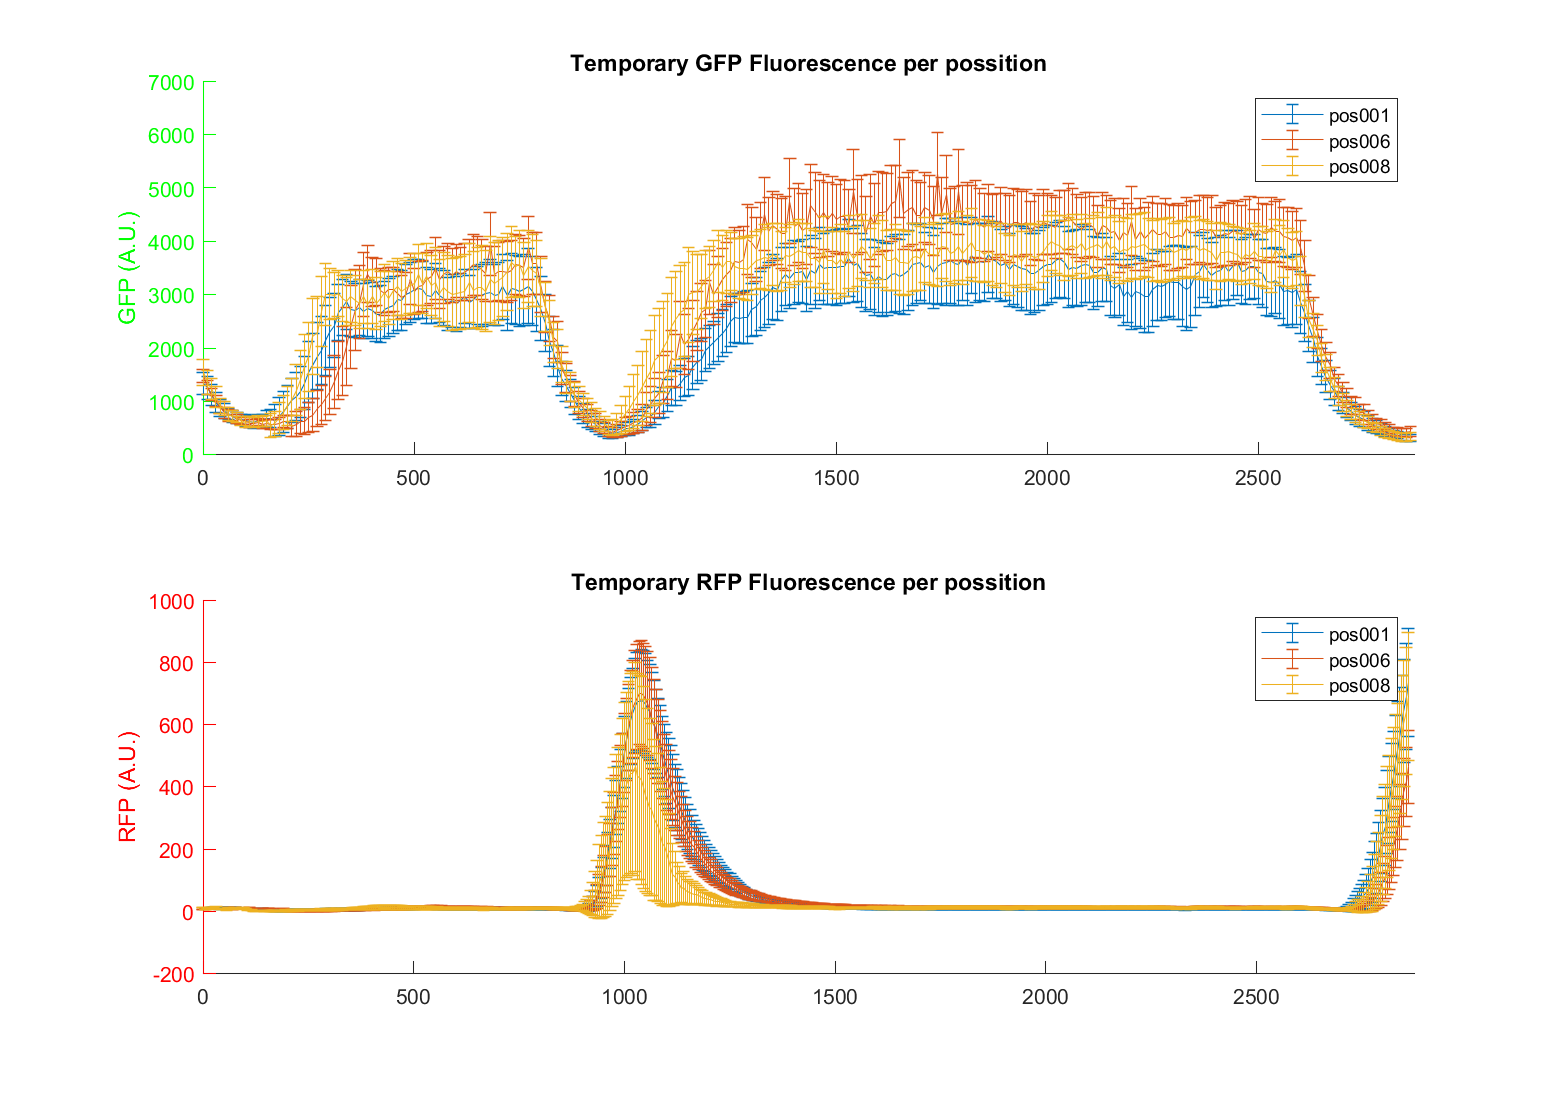 Temporary GFP Fluorescence per possition
GFP (A.U.)
7000
6000
5000
4000
3000
2000
1000
0
0 500 1000 1500 2000 2500
pos001
pos006
pos008
Temporary RFP Fluorescence per possition
RFP (A.U.)
1000
800
600
400
200
0
-200
0 500 1000 1500 2000 2500
pos001
pos006
pos008